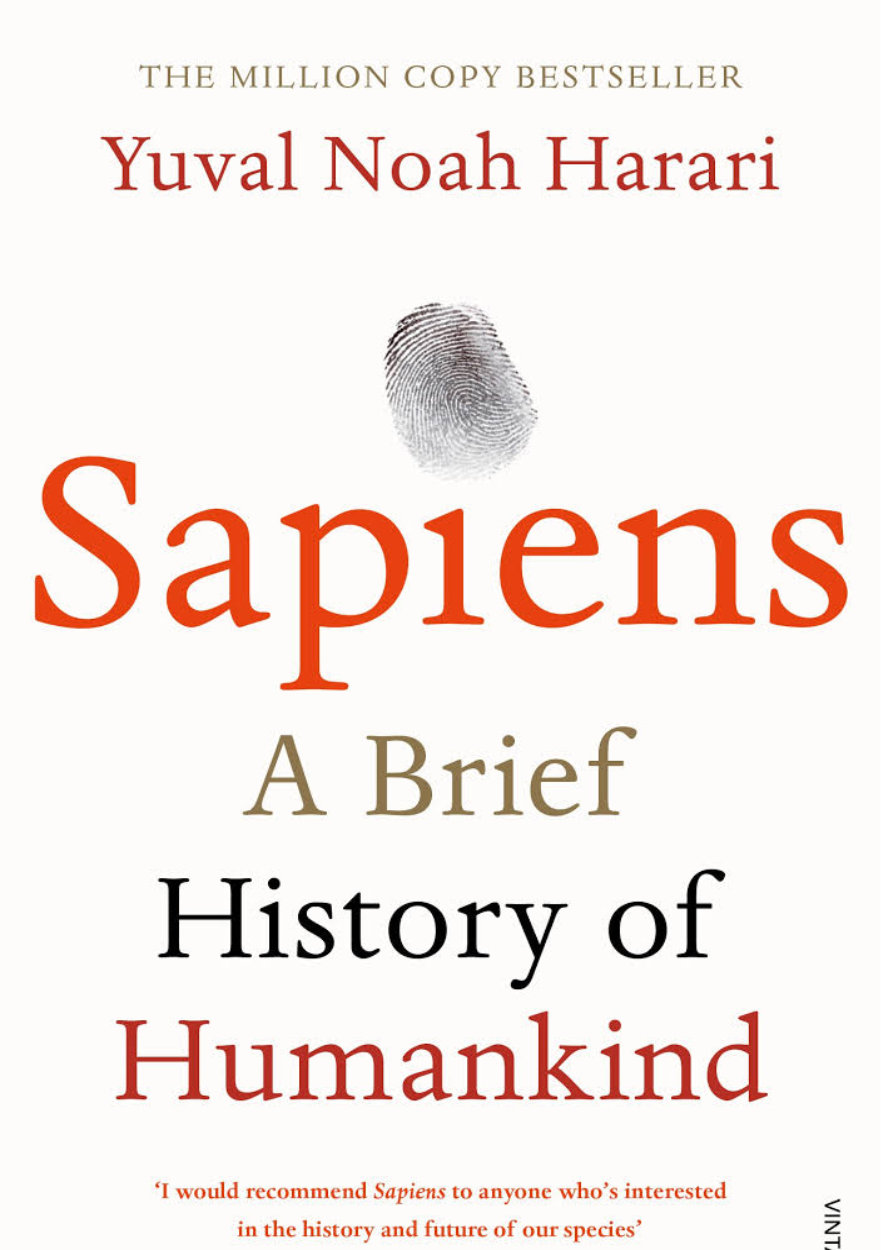 THE MILLION COPY BESTSELLER
Yuval Noah Harari
Sapiens
A Brief
History of
Humankind
‘I would recommend Sapiens to anyone who’s interested
in the history and future of our species’